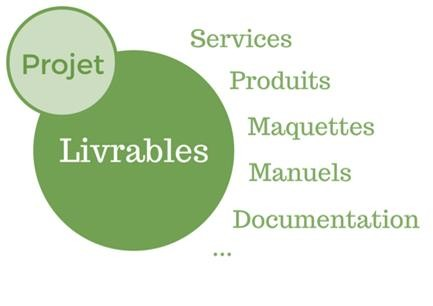 Projet
Livrables
Services
Produits
Maquettes
Manuels
Documentation
...